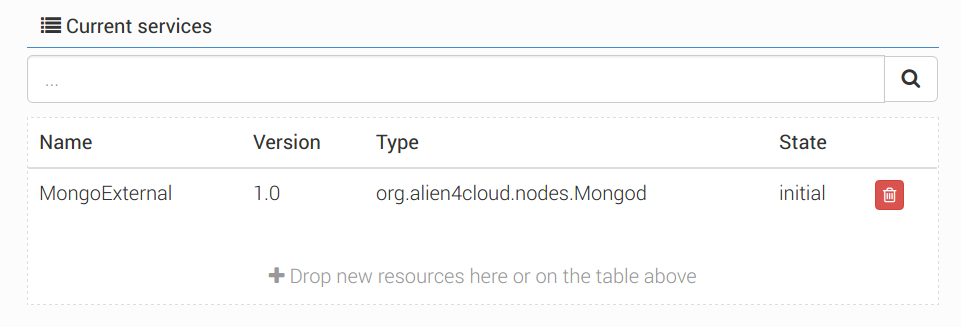 Current services
...
Name Version Type State
MongoExternal 1.0 org.alien4cloud.nodes.Mongod initial
Drop new resources here or on the table above